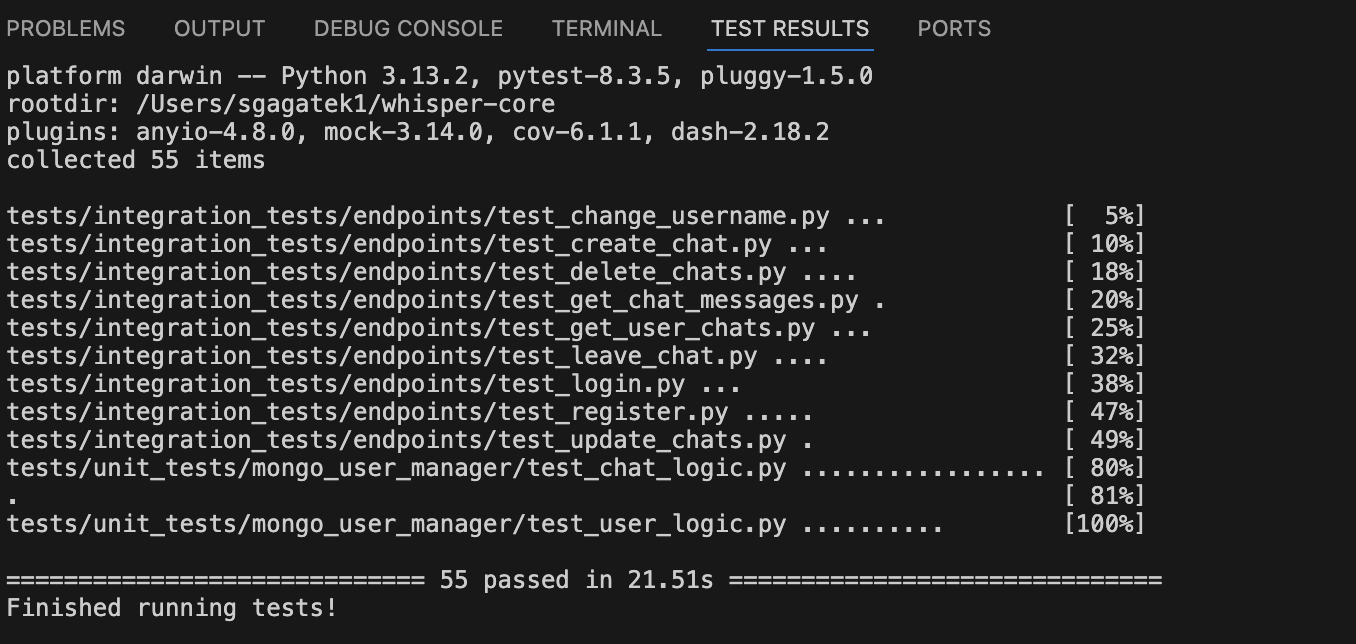 PROBLEMS OUTPUT DEBUG CONSOLE TERMINAL TEST RESULTS PORTS
platform darwin -- Python 3.13.2, pytest-8.3.5, pluggy-1.5.0
rootdir: /Users/sgagatek1/whisper-core
plugins: anyio-4.8.0, mock-3.14.0, cov-6.1.1, dash-2.18.2
collected 55 items
tests/integration_tests/endpoints/test_change_username.py ... [  5%]
tests/integration_tests/endpoints/test_create_chat.py ... [ 10%]
tests/integration_tests/endpoints/test_delete_chats.py .... [ 18%]
tests/integration_tests/endpoints/test_get_chat_messages.py . [ 20%]
tests/integration_tests/endpoints/test_get_user_chats.py ... [ 25%]
tests/integration_tests/endpoints/test_leave_chat.py .... [ 32%]
tests/integration_tests/endpoints/test_login.py ... [ 38%]
tests/integration_tests/endpoints/test_register.py ..... [ 47%]
tests/integration_tests/endpoints/test_update_chats.py . [ 49%]
tests/unit_tests/mongo_user_manager/test_chat_logic.py ................. [ 80%]
. [ 81%]
tests/unit_tests/mongo_user_manager/test_user_logic.py .......... [100%]
============================= 55 passed in 21.51s ==============================
Finished running tests!